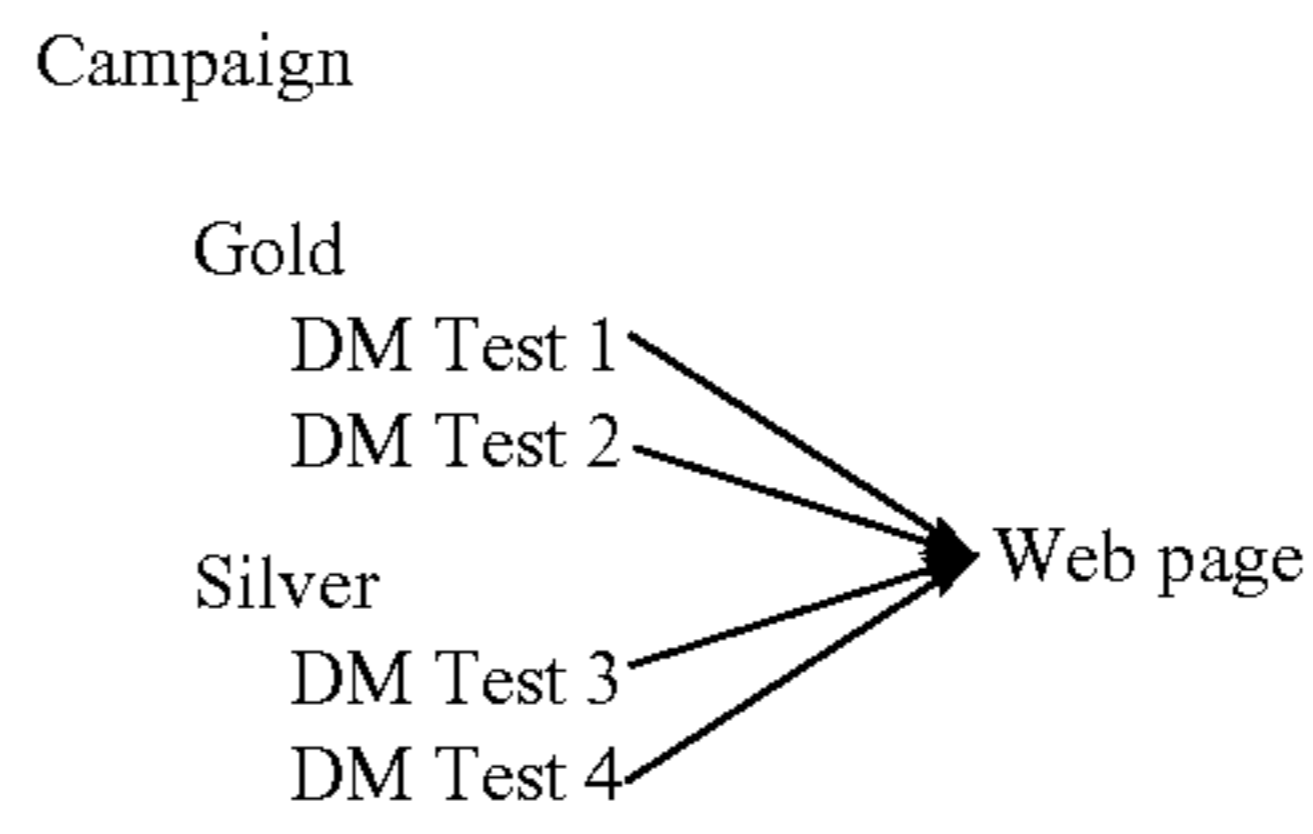 Campaign
Gold
DM Test 1
DM Test 2
Web page
Silver
DM Test 3
DM Test 4